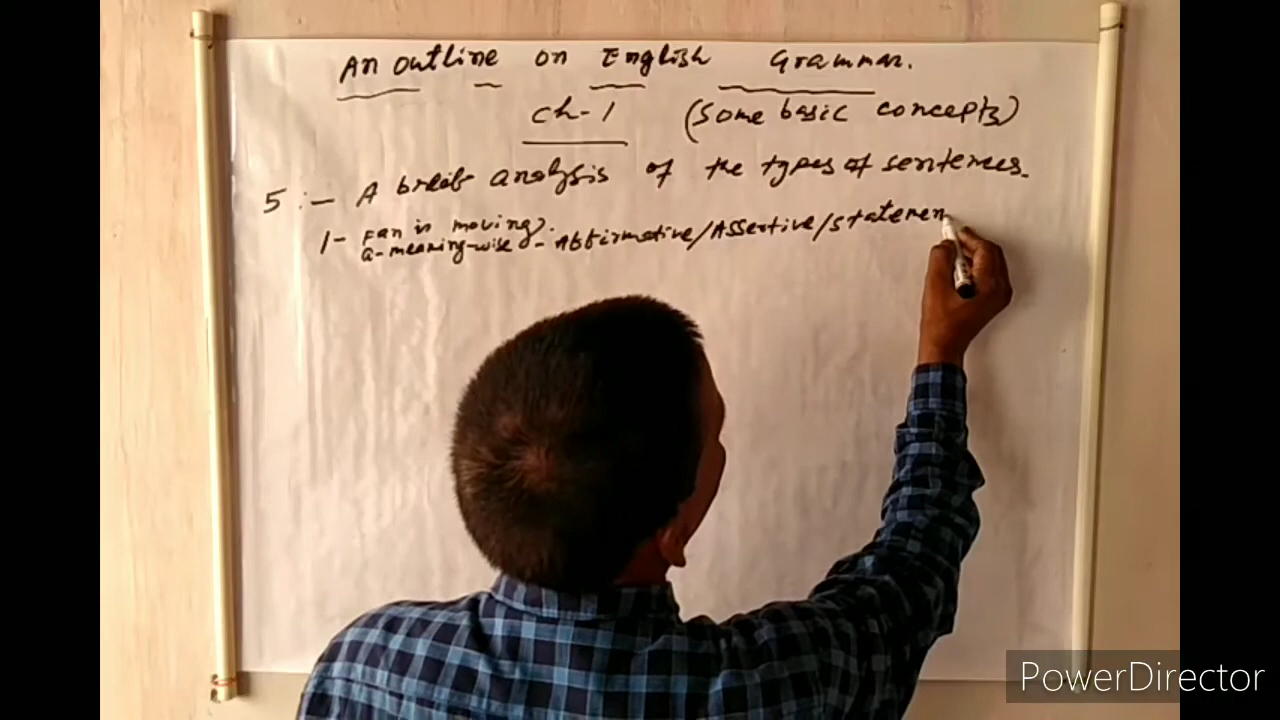 An outline on English Grammar.
ch-1 (Some basic concepts)
5:- A breif analysis of the types of sentences.
1- Fan is moving.
a-meaning-wise - Affirmative/Assertive/Statemen
PowerDirector